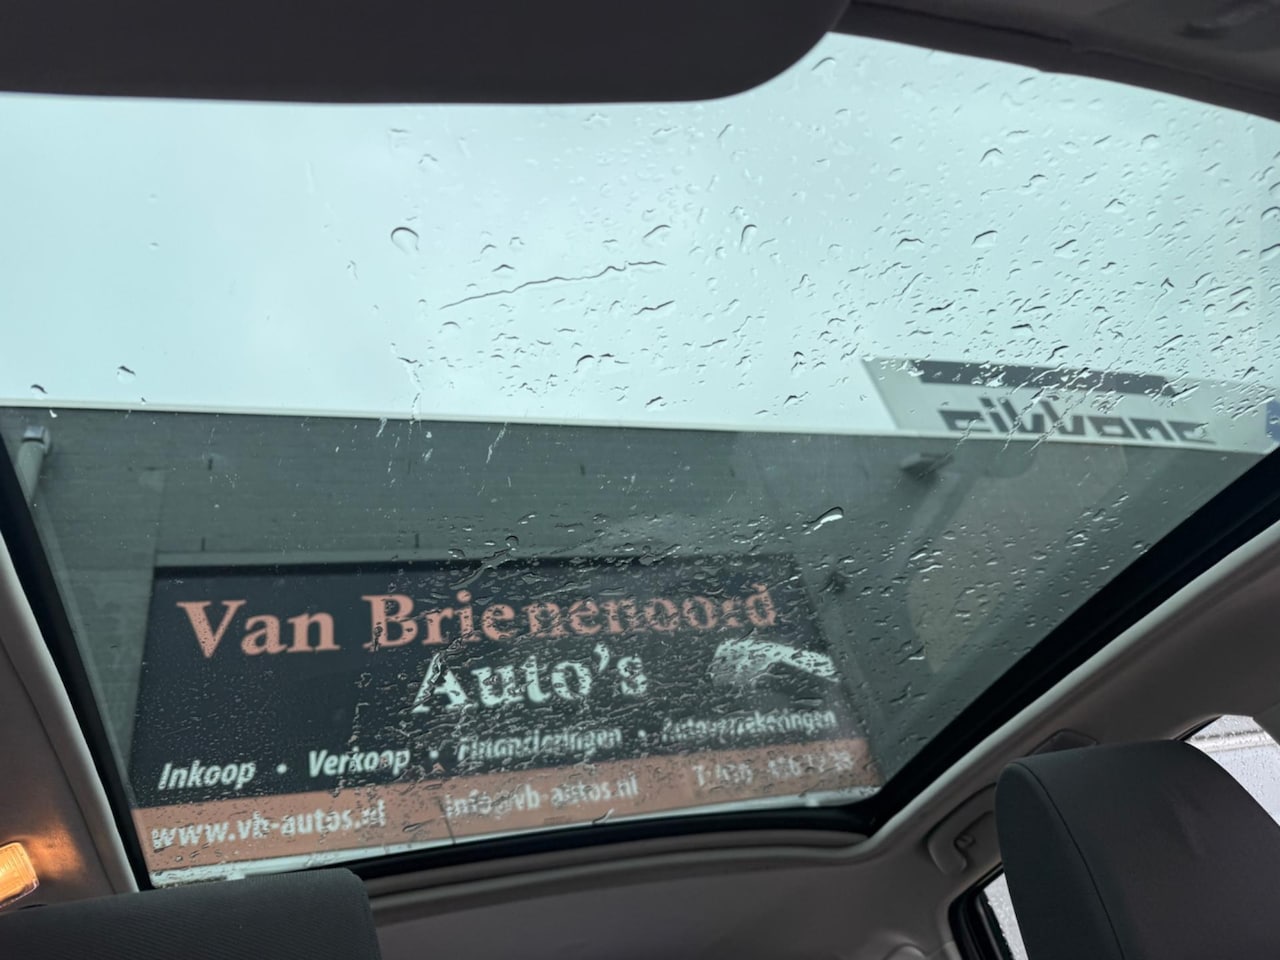 Van Brienenoord
Auto's
Inkoop • Verkoop • Financieringen • Autoverzekeringen
www.vb-autos.nl info@vb-autos.nl